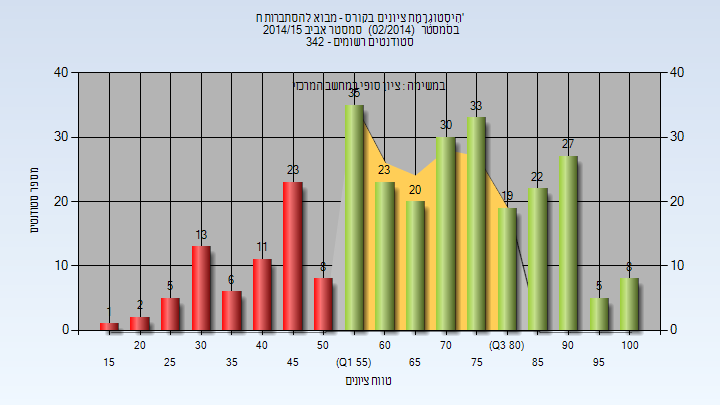 היסטוגרמת ציונים בקורס - מבוא להסתברות ח'
בסמסטר (02/2014) סמסטר אביב 2014/15
סטודנטים רשומים - 342
במשימה : ציון סופי במחשב המרכזי
מספר סטודנטים
40 40
30 30
20 20
10 10
0 0
1 2 5 13 6 11 23 8 35 23 20 30 33 19 22 27 5 8
20 30 40 50 60 70 (Q3 80) 90 100
15 25 35 45 (Q1 55) 65 75 85 95
טווח ציונים